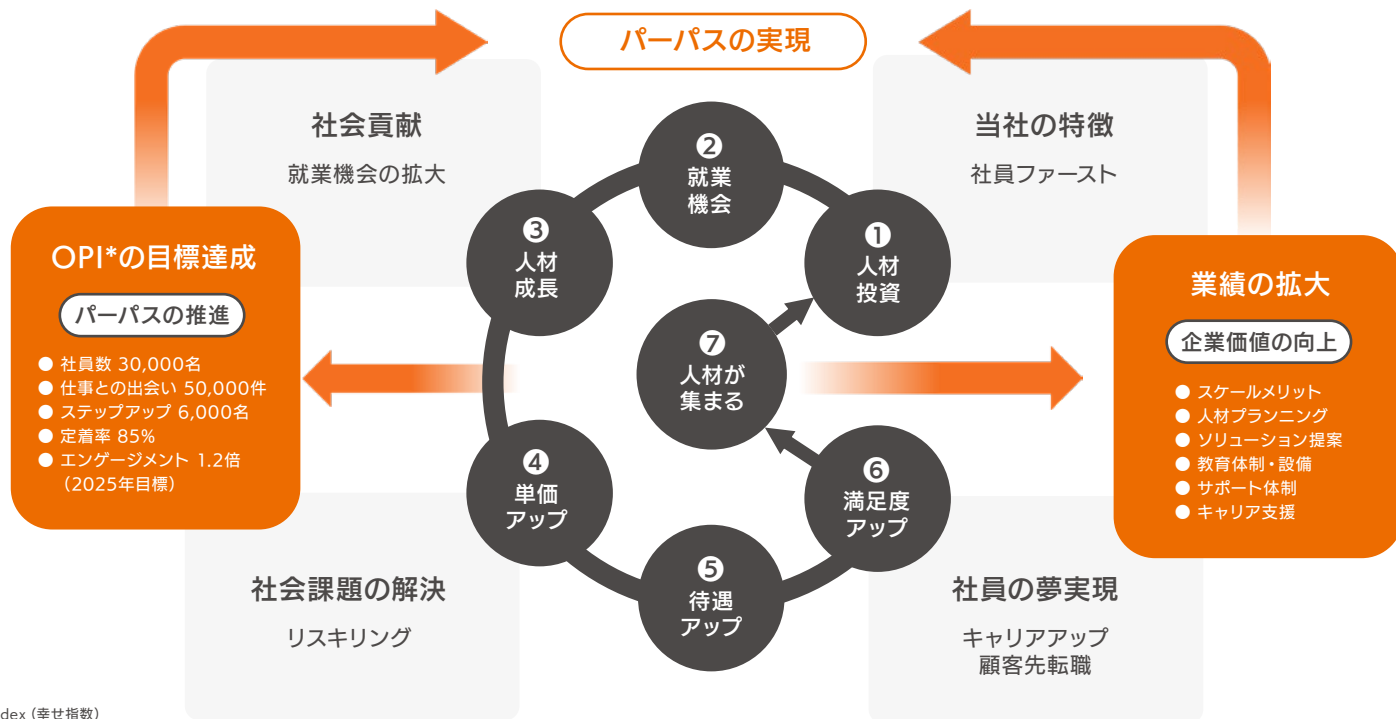 パーパスの実現
社会貢献
就業機会の拡大
当社の特徴
社員ファースト
OPI*の目標達成
パーパスの推進
● 社員数 30,000名
● 仕事との出会い 50,000件
● ステップアップ 6,000名
● 定着率 85%
● エンゲージメント 1.2倍
（2025年目標）
❶
人材
投資
❷
就業
機会
❸
人材
成長
❹
単価
アップ
❺
待遇
アップ
❻
満足度
アップ
❼
人材が
集まる
業績の拡大
企業価値の向上
● スケールメリット
● 人材プランニング
● ソリューション提案
● 教育体制・設備
● サポート体制
● キャリア支援
社会課題の解決
リスキリング
社員の夢実現
キャリアアップ
顧客先転職
dex（幸せ指数）